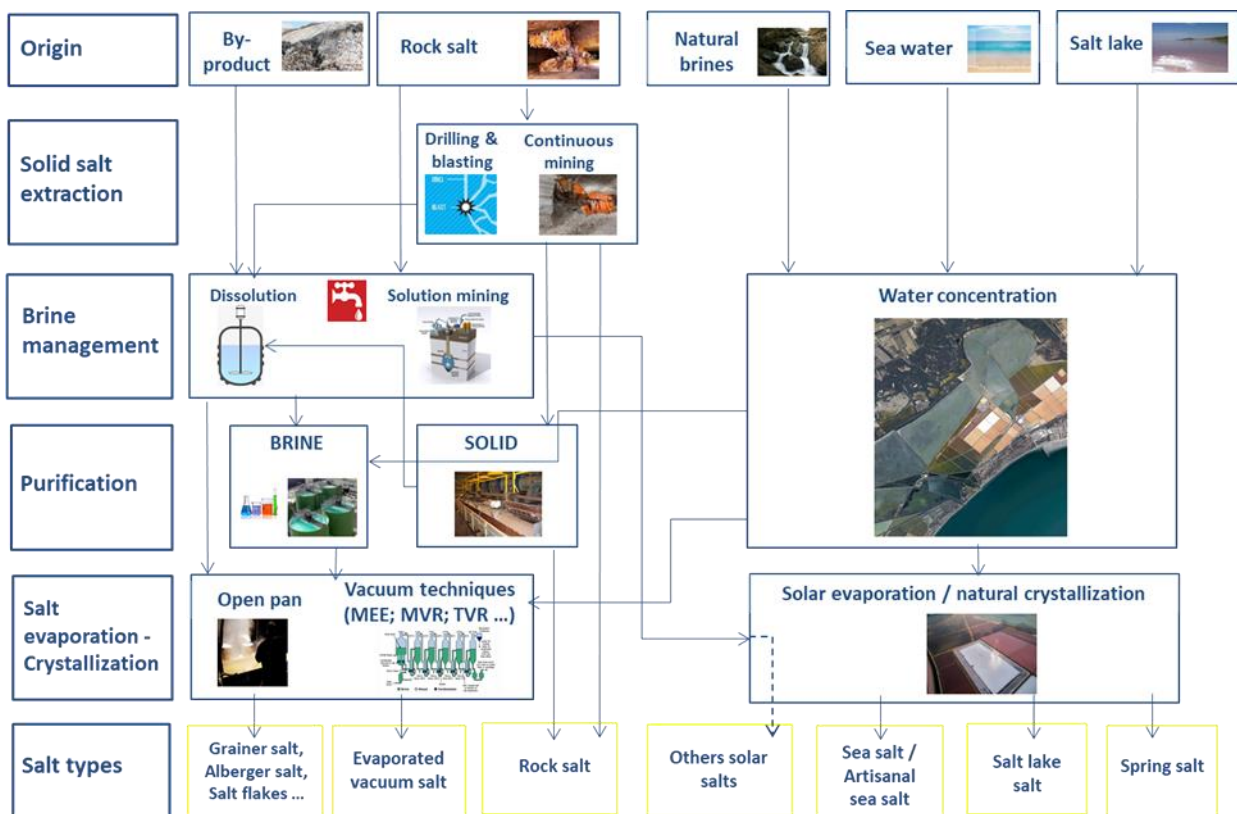 Origin
By-
product
Rock salt
Natural
brines
Sea water
Salt lake
Solid salt
extraction
Drilling &
blasting
Continuous
mining
Brine
management
Dissolution
Solution mining
Water concentration
Purification
BRINE
SOLID
Salt
evaporation -
Crystallization
Open pan
Vacuum techniques
(MEE; MVR; TVR ...)
Solar evaporation / natural crystallization
Salt types
Grainer salt,
Alberger salt,
Salt flakes ...
Evaporated
vacuum salt
Rock salt
Others solar
salts
Sea salt /
Artisanal
sea salt
Salt lake
salt
Spring salt